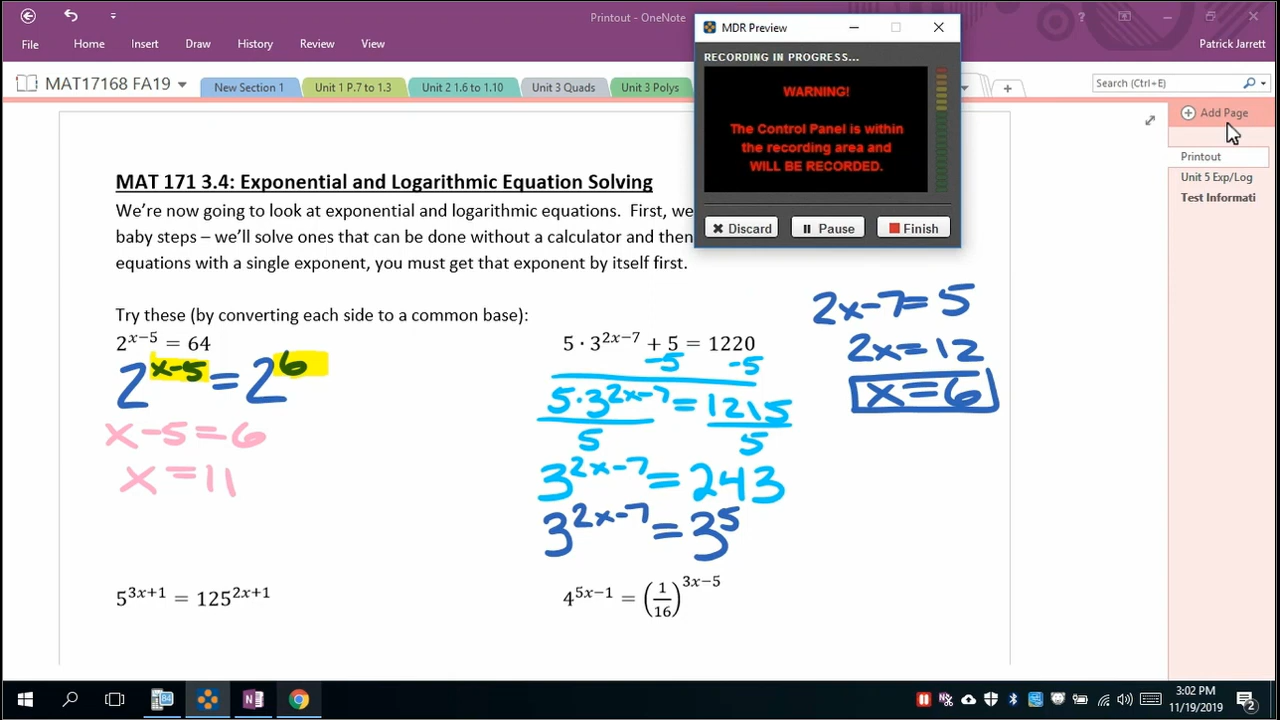 Printout - OneNote
?
File Home Insert Draw History Review View
Patrick Jarrett
MAT17168 FA19
New Section 1
Unit 1 P.7 to 1.3
Unit 2 1.6 to 1.10
Unit 3 Quads
Unit 3 Polys
+
Search (Ctrl+E)
MDR Preview
RECORDING IN PROGRESS...
WARNING!
The Control Panel is within
the recording area and
WILL BE RECORDED.
Discard
Pause
Finish
Add Page
Printout
Unit 5 Exp/Log
Test Informati
MAT 171 3.4: Exponential and Logarithmic Equation Solving
We're now going to look at exponential and logarithmic equations. First, we
baby steps – we'll solve ones that can be done without a calculator and then
equations with a single exponent, you must get that exponent by itself first.
Try these (by converting each side to a common base):
2^{x−5} = 64
2^{x-5} = 2^{6}
x-5=6
x=11
5 · 3^{2x−7} + 5 = 1220
-5 -5
5·3^{2x-7} = 1215
5 5
3^{2x-7} = 243
3^{2x-7} = 3^{5}
2x-7=5
2x=12
x=6
5^{3x+1} = 125^{2x+1}
4^{5x−1} = (1/16)^{3x−5}
3:02 PM
11/19/2019
2